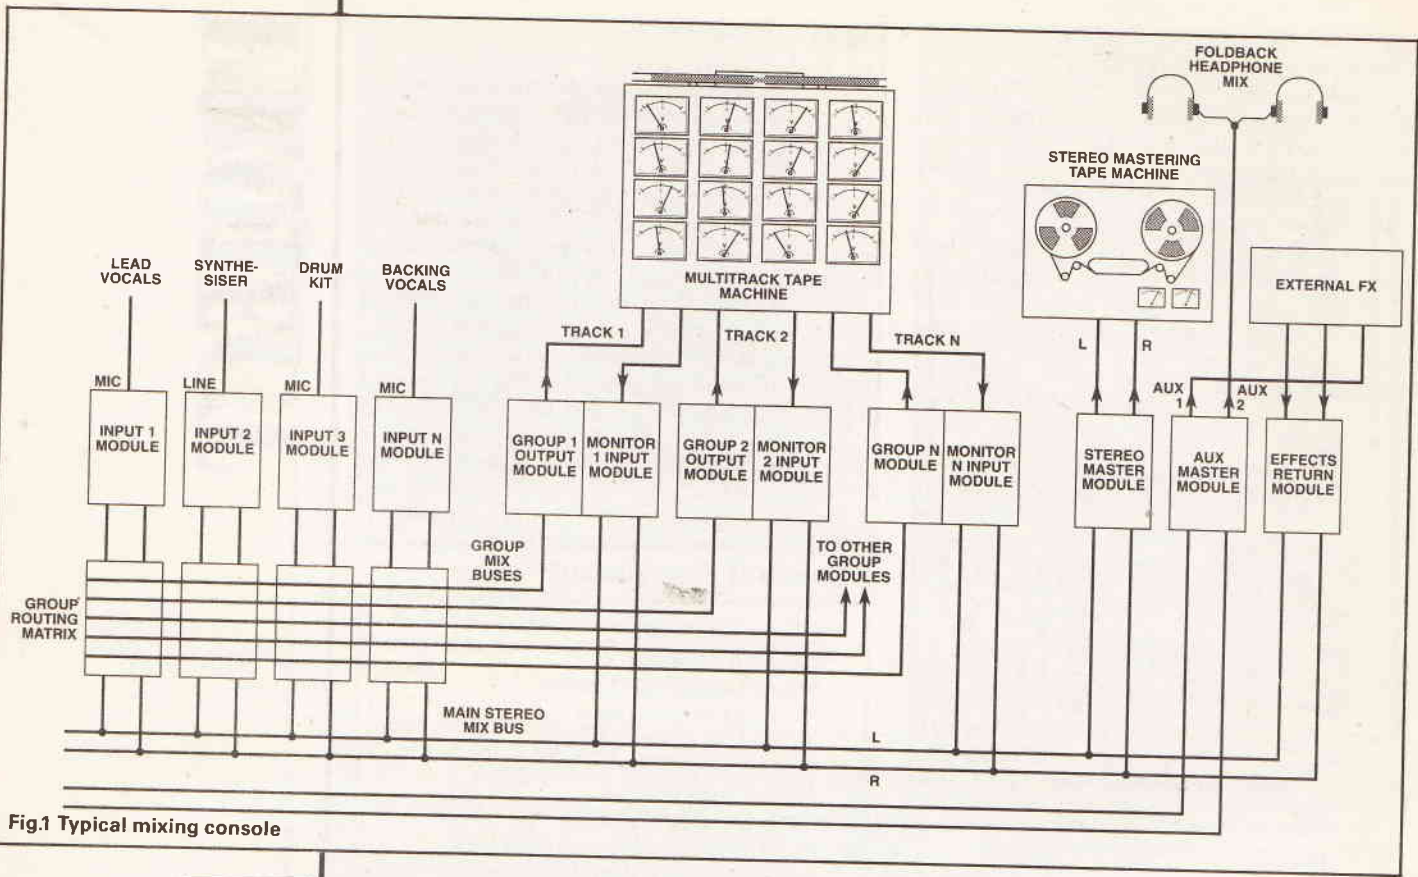 FOLDBACK
HEADPHONE
MIX
STEREO MASTERING
TAPE MACHINE
MULTITRACK TAPE
MACHINE
EXTERNAL FX
LEAD
VOCALS
SYNTHE-
SISER
DRUM
KIT
BACKING
VOCALS
TRACK 1
TRACK 2
TRACK N
L
R
MIC
LINE
MIC
MIC
AUX
1
AUX
2
INPUT 1
MODULE
INPUT 2
MODULE
INPUT 3
MODULE
INPUT N
MODULE
GROUP 1
OUTPUT
MODULE
MONITOR
1 INPUT
MODULE
GROUP 2
OUTPUT
MODULE
MONITOR
2 INPUT
MODULE
GROUP N
MODULE
MONITOR
N INPUT
MODULE
STEREO
MASTER
MODULE
AUX
MASTER
MODULE
EFFECTS
RETURN
MODULE
GROUP
MIX
BUSES
TO OTHER
GROUP
MODULES
GROUP
ROUTING
MATRIX
MAIN STEREO
MIX BUS
L
R
Fig.1 Typical mixing console